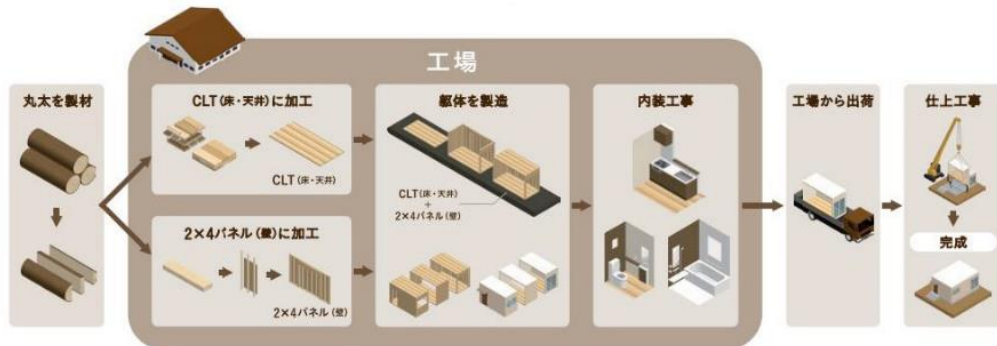 工場
丸太を製材
CLT(床・天井)に加工
CLT(床・天井)
2×4パネル(壁)に加工
2×4パネル(壁)
躯体を製造
CLT(床・天井)
+
2×4パネル(壁)
内装工事
工場から出荷
仕上工事
完成